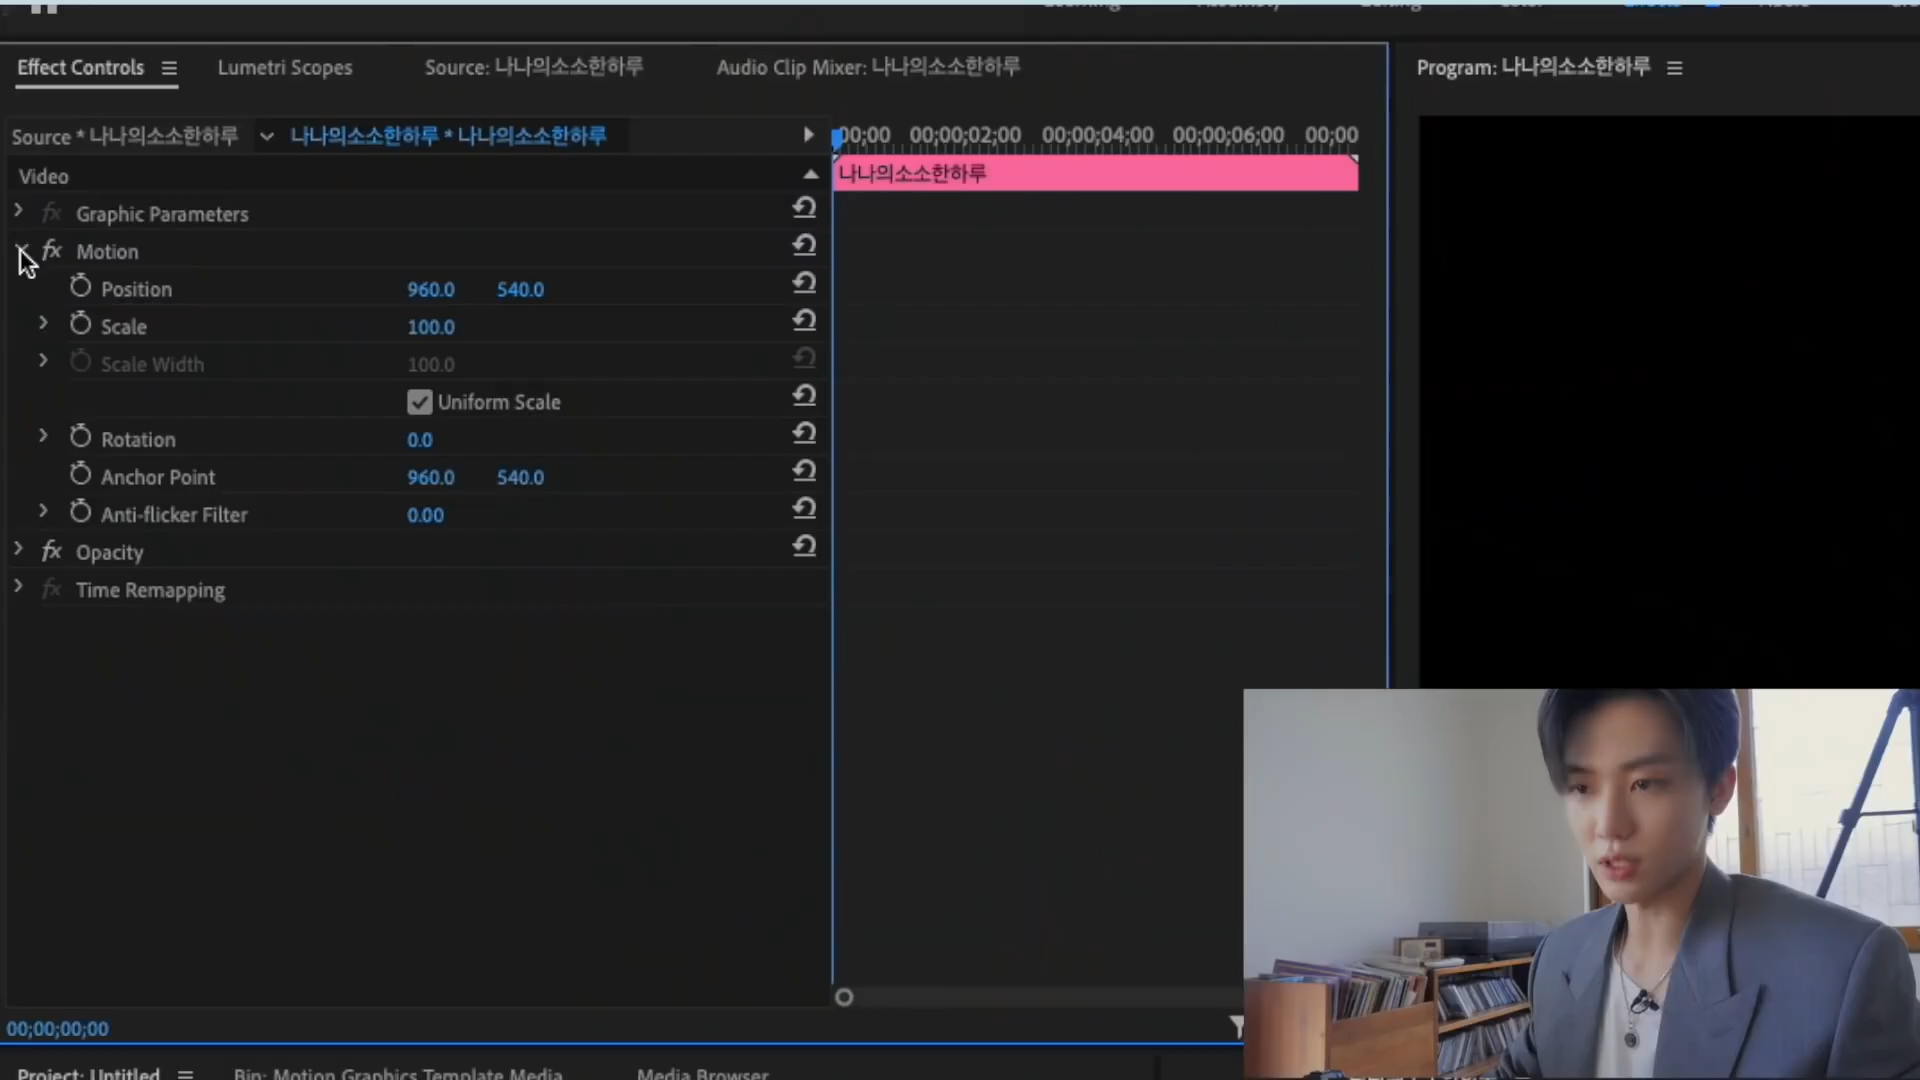 Effect Controls
Lumetri Scopes
Source: 나나의소소한하루
Audio Clip Mixer: 나나의소소한하루
Program: 나나의소소한하루
Source * 나나의소소한하루
나나의소소한하루 * 나나의소소한하루
00;00 00;00;02;00 00;00;04;00 00;00;06;00 00;00
Video
나나의소소한하루
fx Graphic Parameters
fx Motion
Position 960.0 540.0
Scale 100.0
Scale Width 100.0
Uniform Scale
Rotation 0.0
Anchor Point 960.0 540.0
Anti-flicker Filter 0.00
fx Opacity
fx Time Remapping
00;00;00;00
Project: Untitled
Bin: Motion Graphics Template Media
Media Browser